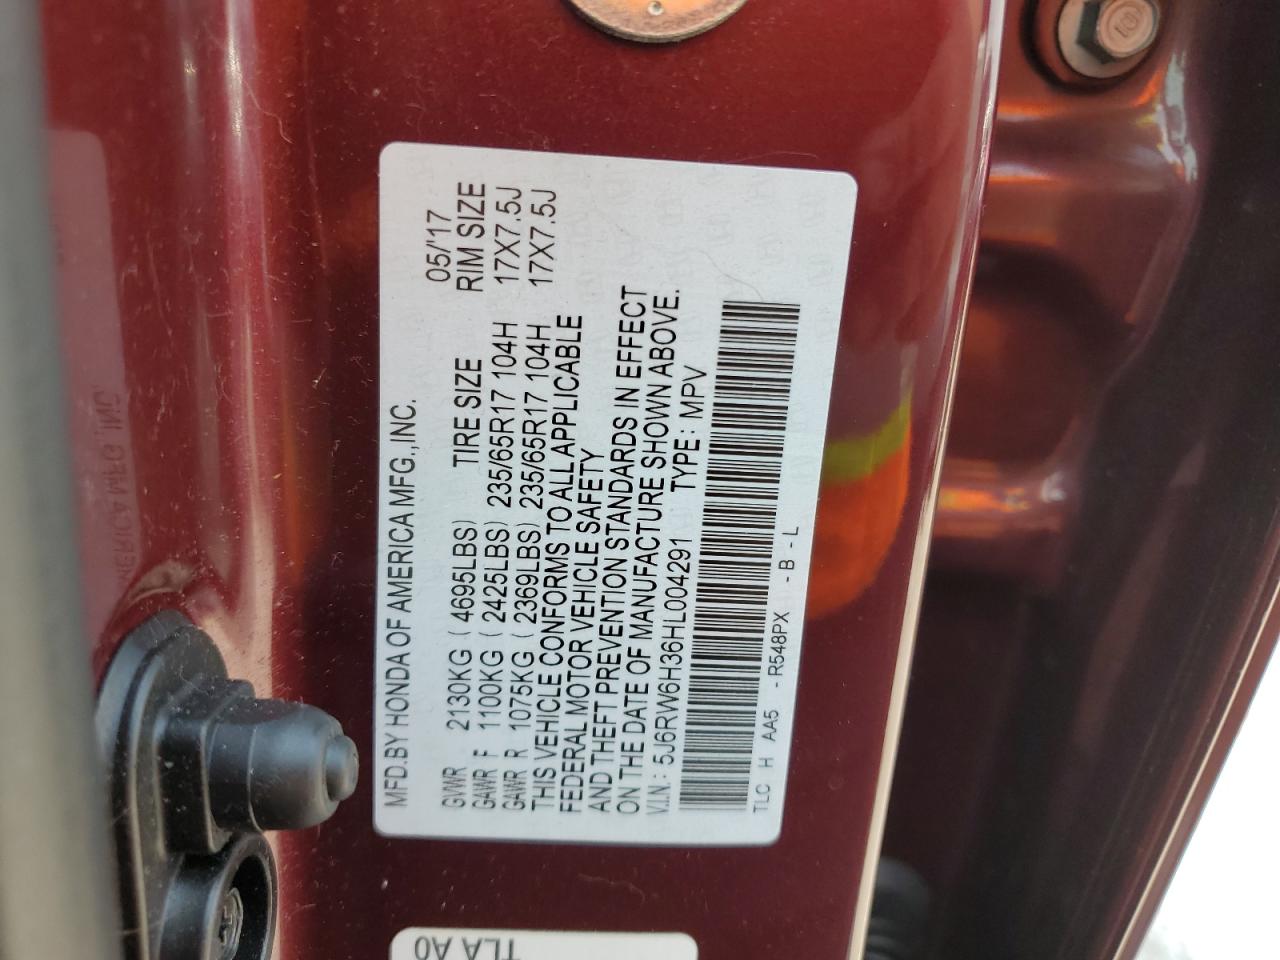 MFD.BY HONDA OF AMERICA MFG.,INC. 05/'17
GVWR 2130KG ( 4695LBS) TIRE SIZE RIM SIZE
GAWR F 1100KG ( 2425LBS) 235/65R17 104H 17X7.5J
GAWR R 1075KG ( 2369LBS) 235/65R17 104H 17X7.5J
THIS VEHICLE CONFORMS TO ALL APPLICABLE
FEDERAL MOTOR VEHICLE SAFETY
AND THEFT PREVENTION STANDARDS IN EFFECT
ON THE DATE OF MANUFACTURE SHOWN ABOVE.
V.I.N.: 5J6RW6H36HL004291 TYPE: MPV
TLC H AA5 -R548PX -B -L
TLA A0